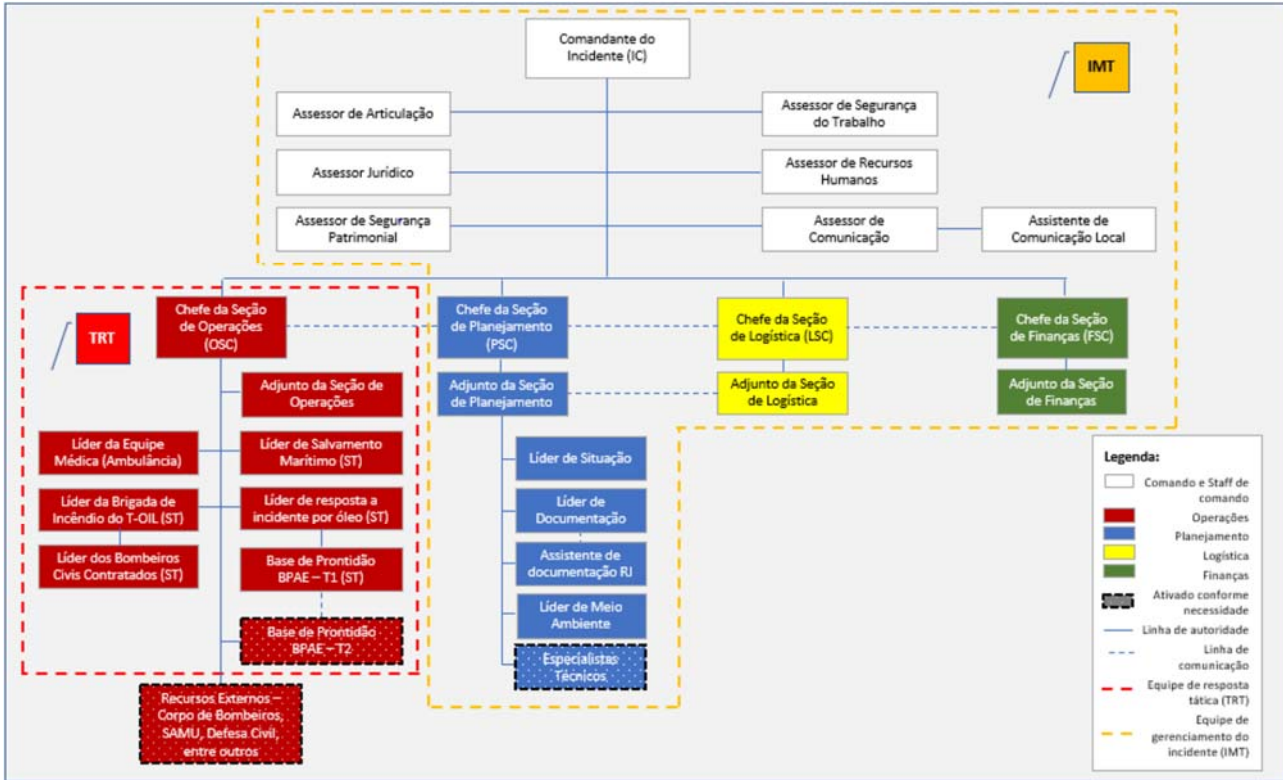 Comandante do
Incidente (IC)
IMT
Assessor de Articulação
Assessor de Segurança
do Trabalho
Assessor Jurídico
Assessor de Recursos
Humanos
Assessor de Segurança
Patrimonial
Assessor de
Comunicação
Assistente de
Comunicação Local
TRT
Chefe da Seção
de Operações
(OSC)
Chefe da Seção
de Planejamento
(PSC)
Chefe da Seção
de Logística (LSC)
Chefe da Seção
de Finanças (FSC)
Adjunto da Seção de
Operações
Adjunto da Seção
de Planejamento
Adjunto da Seção
de Logística
Adjunto da Seção
de Finanças
Líder da Equipe
Médica (Ambulância)
Líder de Salvamento
Marítimo (ST)
Líder da Brigada de
Incêndio do T-OIL (ST)
Líder de resposta a
incidente por óleo (ST)
Líder dos Bombeiros
Civis Contratados (ST)
Base de Prontidão
BPAE – T1 (ST)
Base de Prontidão
BPAE – T2
Recursos Externos –
Corpo de Bombeiros,
SAMU, Defesa Civil,
entre outros
Líder de Situação
Líder de
Documentação
Assistente de
documentação RJ
Líder de Meio
Ambiente
Especialistas
Técnicos
Legenda:
Comando e Staff de
comando
Operações
Planejamento
Logística
Finanças
Ativado conforme
necessidade
Linha de autoridade
Linha de
comunicação
Equipe de resposta
tática (TRT)
Equipe de
gerenciamento do
incidente (IMT)